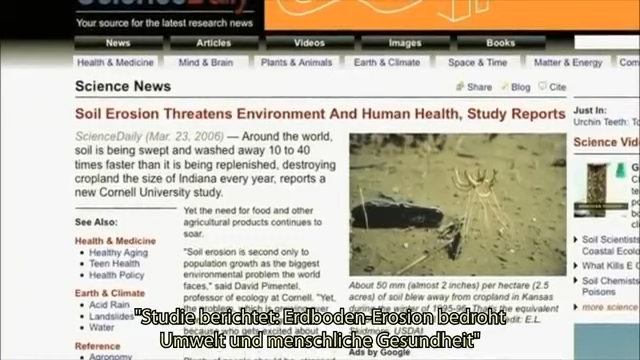 Your source for the latest research news
News Articles Videos Images Books
Health & Medicine Mind & Brain Plants & Animals Earth & Climate Space & Time Matter & Energy
Science News
Share Blog Cite
Soil Erosion Threatens Environment And Human Health, Study Reports
ScienceDaily (Mar. 23, 2006) — Around the world,
soil is being swept and washed away 10 to 40
times faster than it is being replenished, destroying
cropland the size of Indiana every year, reports a
new Cornell University study.
See Also:
Health & Medicine
• Healthy Aging
• Teen Health
• Health Policy
Earth & Climate
• Acid Rain
• Landslides
• Water
Reference
Yet the need for food and other
agricultural products continues to
soar.
"Soil erosion is second only to
population growth as the biggest
environmental problem the world
faces," said David Pimentel,
professor of ecology at Cornell. "Yet,
About 50 mm (almost 2 inches) per hectare (2.5
acres) of soil blew away from cropland in Kansas
Ads by Google
Just In:
Urchin Teeth:
Science Vide
Soil Scientists
Coastal Ecosy
What Kills E
more science
"Studie berichtet: Erdboden-Erosion bedroht
Umwelt und menschliche Gesundheit"